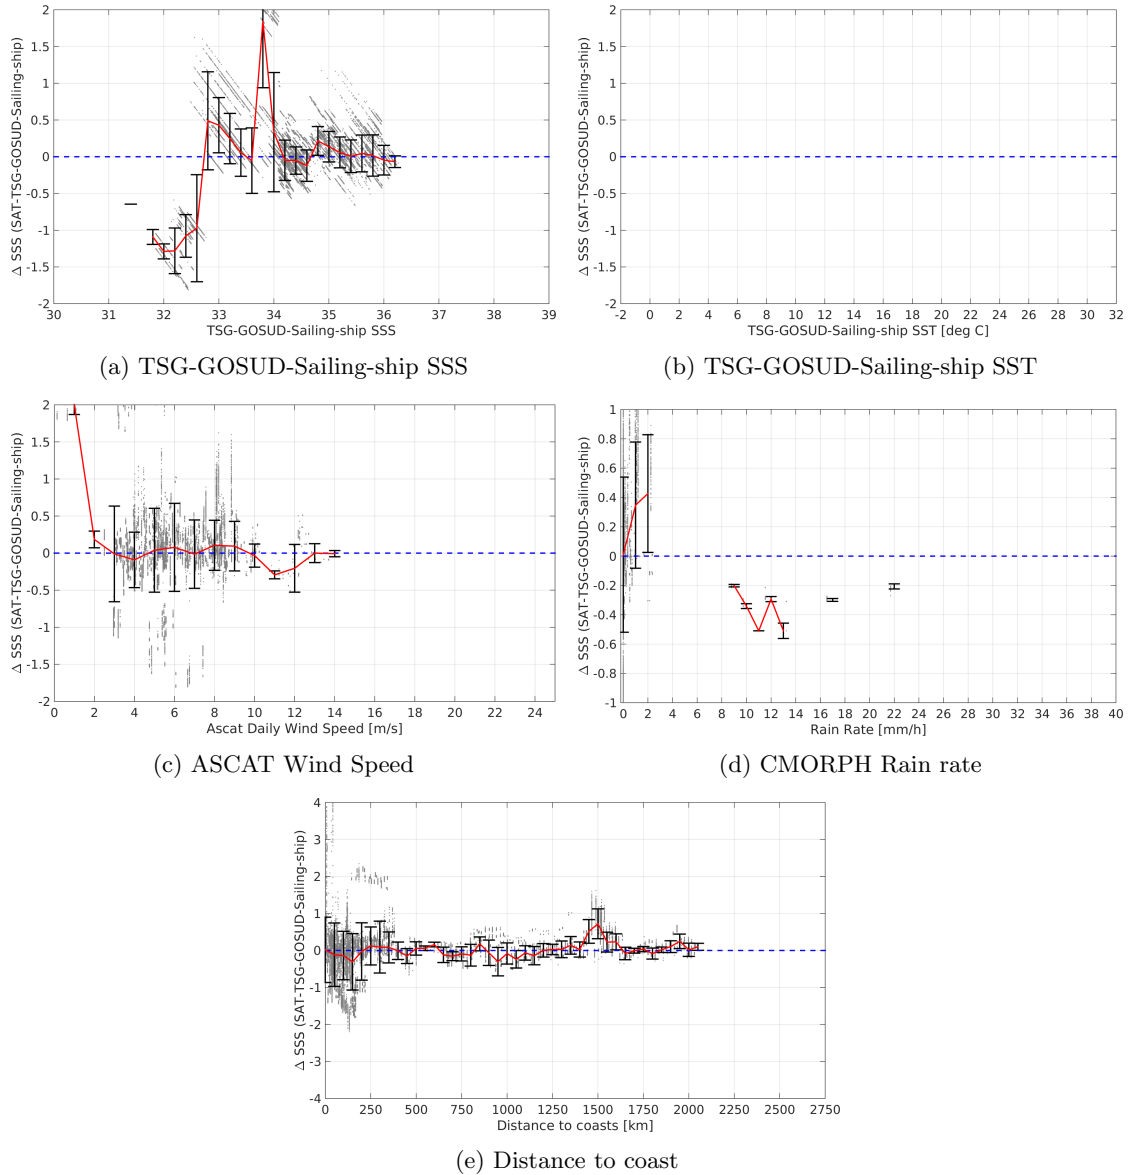 2
1.5
1
0.5
0
-0.5
-1
-1.5
-2
Δ SSS (SAT-TSG-GOSUD-Sailing-ship)
30 31 32 33 34 35 36 37 38 39
TSG-GOSUD-Sailing-ship SSS
(a) TSG-GOSUD-Sailing-ship SSS
2
1.5
1
0.5
0
-0.5
-1
-1.5
-2
Δ SSS (SAT-TSG-GOSUD-Sailing-ship)
-2 0 2 4 6 8 10 12 14 16 18 20 22 24 26 28 30 32
TSG-GOSUD-Sailing-ship SST [deg C]
(b) TSG-GOSUD-Sailing-ship SST
2
1.5
1
0.5
0
-0.5
-1
-1.5
-2
Δ SSS (SAT-TSG-GOSUD-Sailing-ship)
0 2 4 6 8 10 12 14 16 18 20 22 24
Ascat Daily Wind Speed [m/s]
(c) ASCAT Wind Speed
1
0.8
0.6
0.4
0.2
0
-0.2
-0.4
-0.6
-0.8
-1
Δ SSS (SAT-TSG-GOSUD-Sailing-ship)
0 2 4 6 8 10 12 14 16 18 20 22 24 26 28 30 32 34 36 38 40
Rain Rate [mm/h]
(d) CMORPH Rain rate
4
3
2
1
0
-1
-2
-3
-4
Δ SSS (SAT-TSG-GOSUD-Sailing-ship)
0 250 500 750 1000 1250 1500 1750 2000 2250 2500 2750
Distance to coasts [km]
(e) Distance to coast